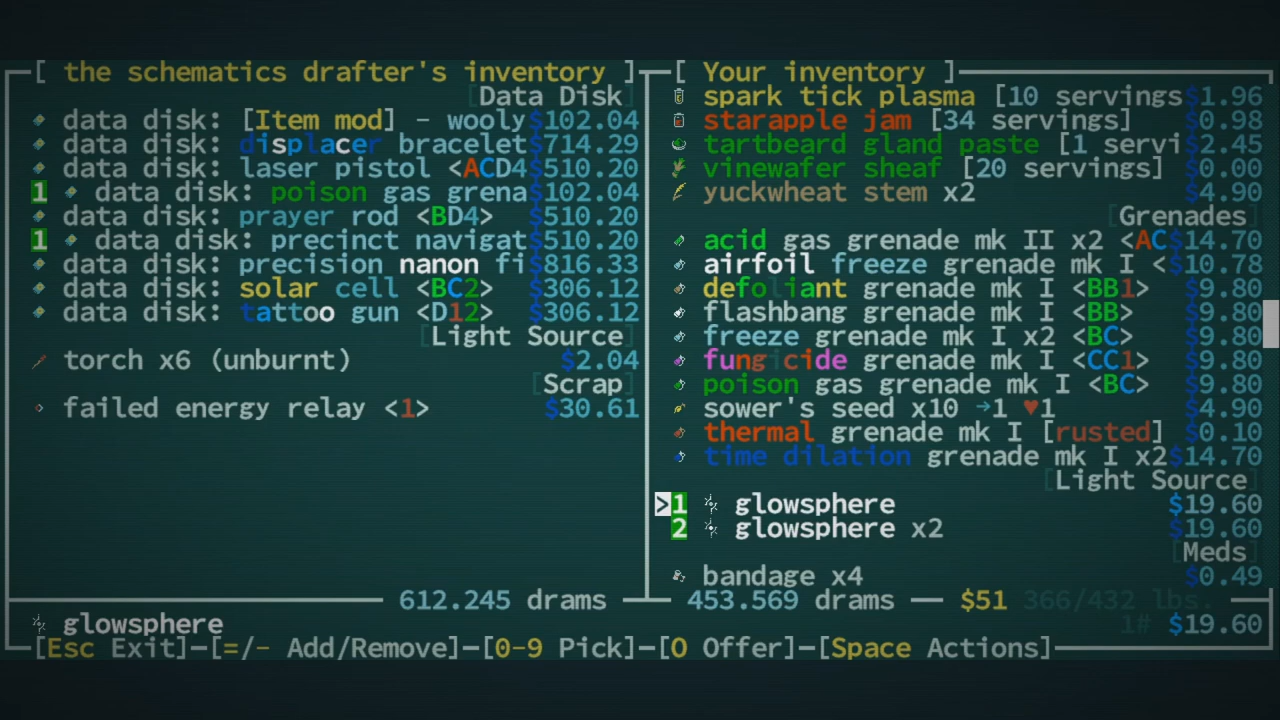 [ the schematics drafter's inventory ]
[Data Disk]
data disk: [Item mod] - wooly $102.04
data disk: displacer bracelet $714.29
data disk: laser pistol <ACD4 $510.20
1 data disk: poison gas grena $102.04
data disk: prayer rod <BD4> $510.20
1 data disk: precinct navigat $510.20
data disk: precision nanon fi $816.33
data disk: solar cell <BC2> $306.12
data disk: tattoo gun <D12> $306.12
[Light Source]
torch x6 (unburnt) $2.04
[Scrap]
failed energy relay <1> $30.61
612.245 drams
[ Your inventory ]
spark tick plasma [10 servings $1.96
starapple jam [34 servings] $0.98
tartbeard gland paste [1 servi $2.45
vinewafer sheaf [20 servings] $0.00
yuckwheat stem x2 $4.90
[Grenades]
acid gas grenade mk II x2 <AC $14.70
airfoil freeze grenade mk I < $10.78
defoliant grenade mk I <BB1> $9.80
flashbang grenade mk I <BB> $9.80
freeze grenade mk I x2 <BC> $9.80
fungicide grenade mk I <CC1> $9.80
poison gas grenade mk I <BC> $9.80
sower's seed x10 →1 ♥1 $4.90
thermal grenade mk I [rusted] $0.10
time dilation grenade mk I x2 $14.70
[Light Source]
>1 glowsphere $19.60
2 glowsphere x2 $19.60
[Meds]
bandage x4 $0.49
453.569 drams — $51 366/432 lbs.
glowsphere 1# $19.60
[Esc Exit]-[=/- Add/Remove]-[0-9 Pick]-[O Offer]-[Space Actions]